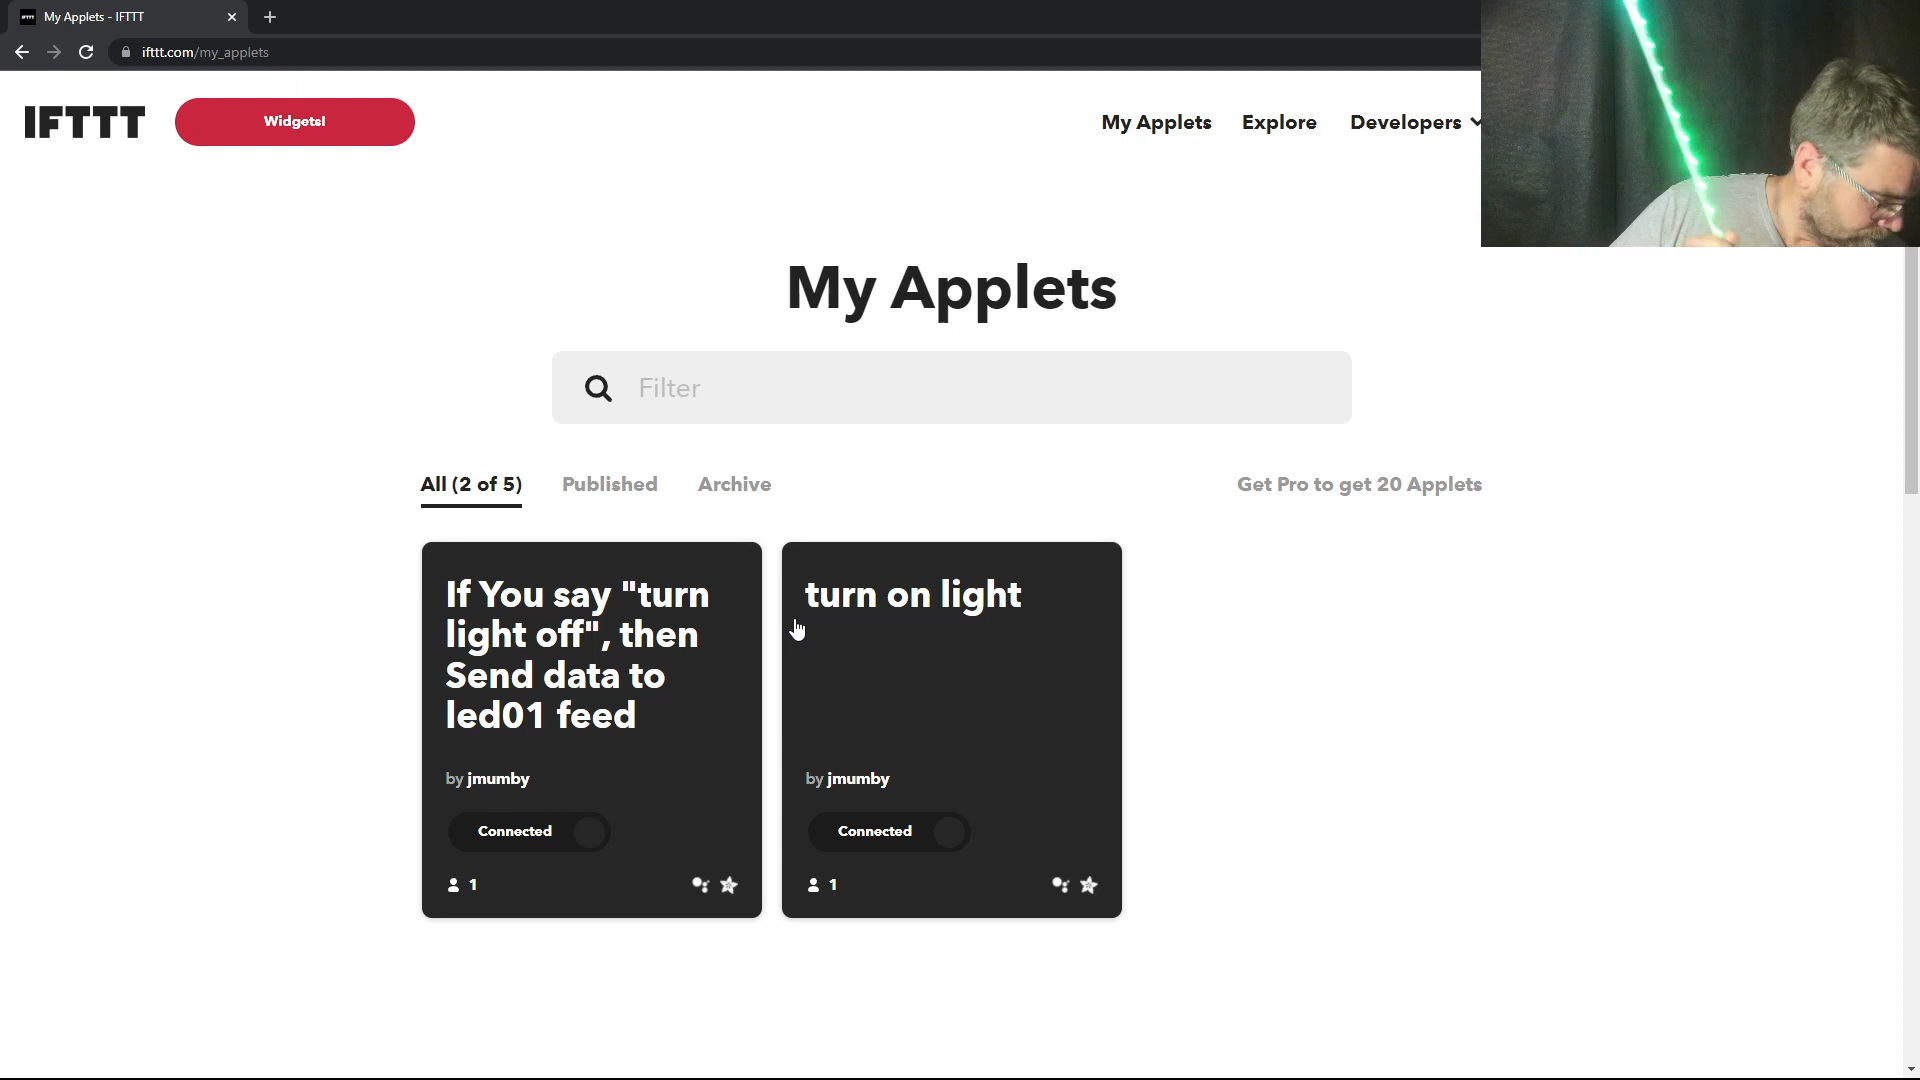 My Applets - IFTTT
ifttt.com/my_applets
IFTTT
Widgets!
My Applets
Explore
Developers
My Applets
Filter
All (2 of 5)
Published
Archive
Get Pro to get 20 Applets
If You say "turn
light off", then
Send data to
led01 feed
by jmumby
Connected
1
turn on light
by jmumby
Connected
1